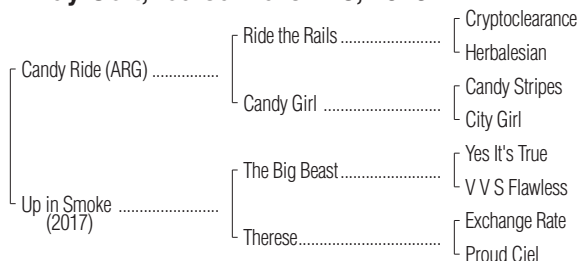 Cryptoclearance
Ride the Rails
Herbalesian
Candy Ride (ARG)
Candy Stripes
Candy Girl
City Girl
Yes It's True
The Big Beast
V V S Flawless
Up in Smoke
(2017)
Exchange Rate
Therese
Proud Ciel